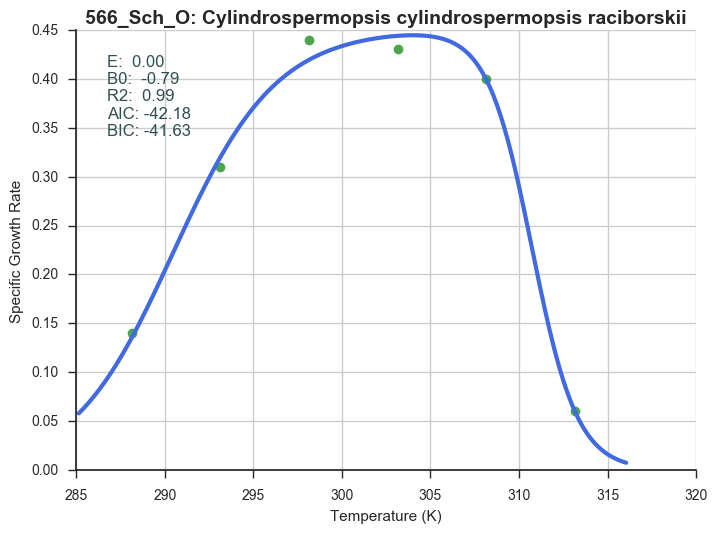 566_Sch_O: Cylindrospermopsis cylindrospermopsis raciborskii
E:  0.00
B0:  -0.79
R2:  0.99
AIC: -42.18
BIC: -41.63
Specific Growth Rate
0.45
0.40
0.35
0.30
0.25
0.20
0.15
0.10
0.05
0.00
285 290 295 300 305 310 315 320
Temperature (K)